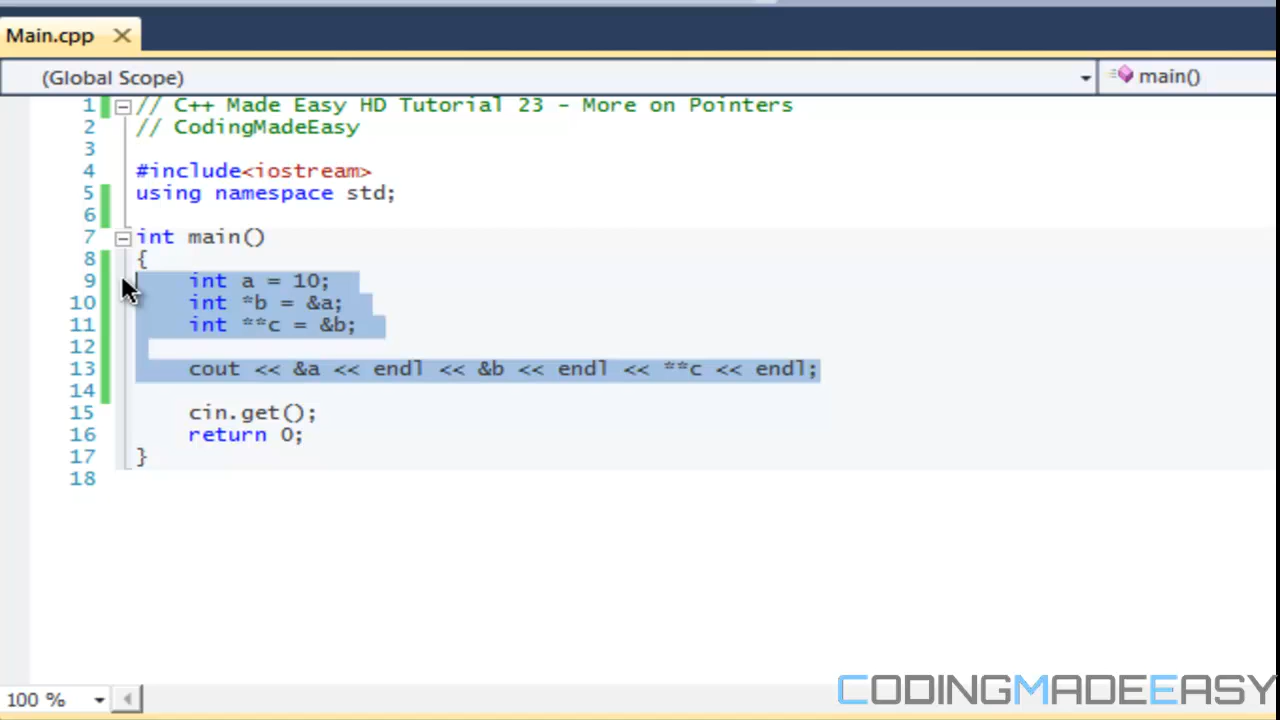 Main.cpp
(Global Scope) main()
1 // C++ Made Easy HD Tutorial 23 - More on Pointers
2 // CodingMadeEasy
3
4 #include<iostream>
5 using namespace std;
6
7 int main()
8 {
9 int a = 10;
10 int *b = &a;
11 int **c = &b;
12
13 cout << &a << endl << &b << endl << **c << endl;
14
15 cin.get();
16 return 0;
17 }
18
100 %
CODINGMADEEASY